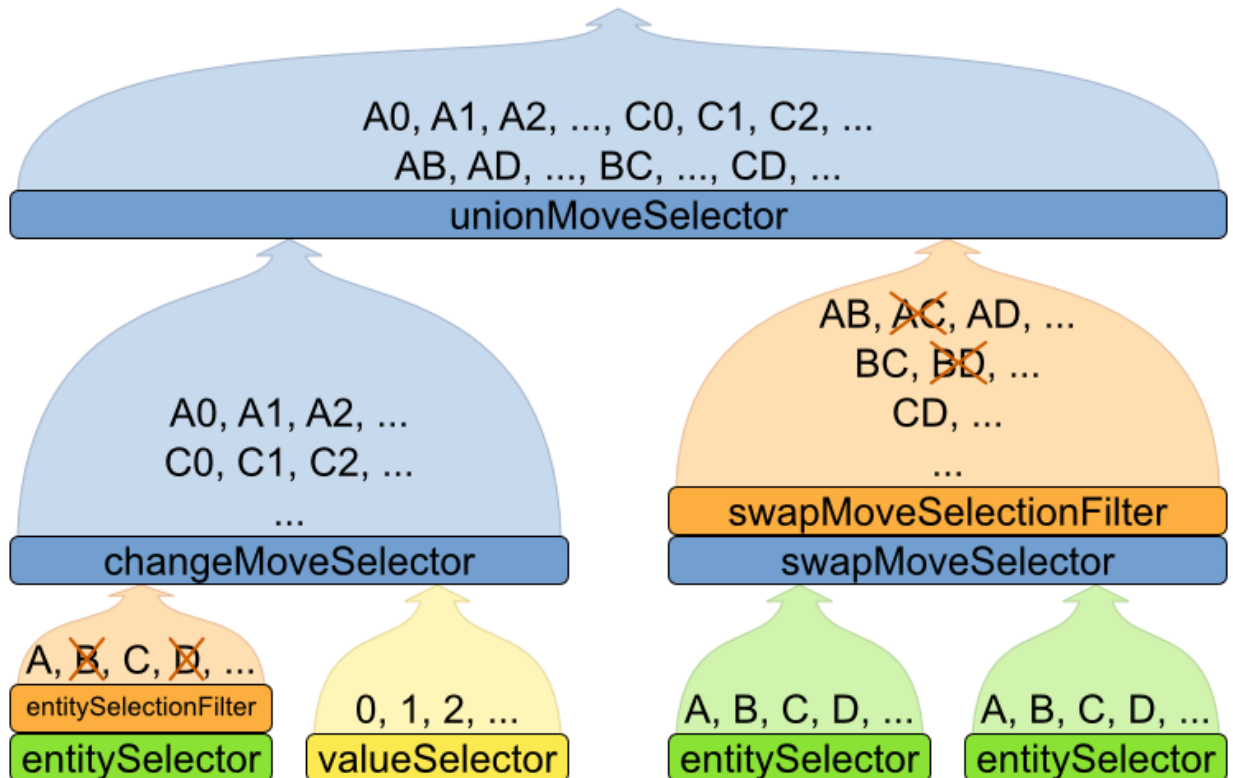 A0, A1, A2, ..., C0, C1, C2, ...
AB, AD, ..., BC, ..., CD, ...
unionMoveSelector
A0, A1, A2, ...
C0, C1, C2, ...
...
changeMoveSelector
A, B, C, D, ...
entitySelectionFilter
entitySelector
0, 1, 2, ...
valueSelector
AB, AC, AD, ...
BC, BD, ...
CD, ...
...
swapMoveSelectionFilter
swapMoveSelector
A, B, C, D, ...
entitySelector
A, B, C, D, ...
entitySelector